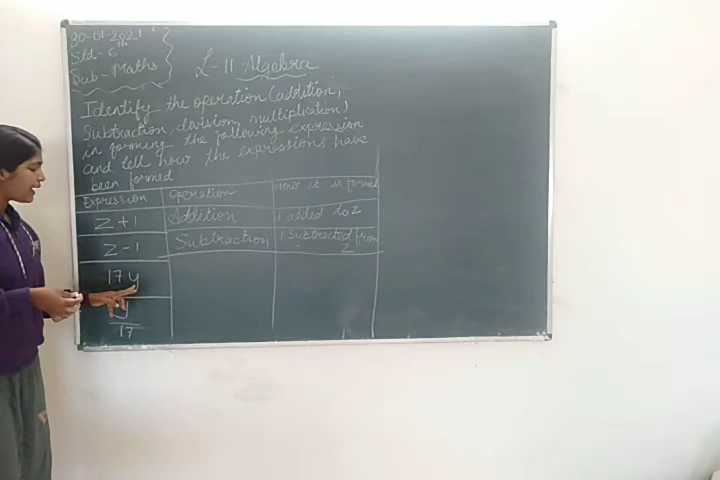 30-01-2021
Std- 6th
Sub- Maths
L-11 Algebra
Identify the operation (addition,
Subtraction, division, multiplication)
in forming the following expression
and tell how the expressions have
been formed
Expression Operation How it is formed
Z+1 Addition 1 added to Z
Z-1 Subtraction 1 Subtracted from Z
17y
y
17